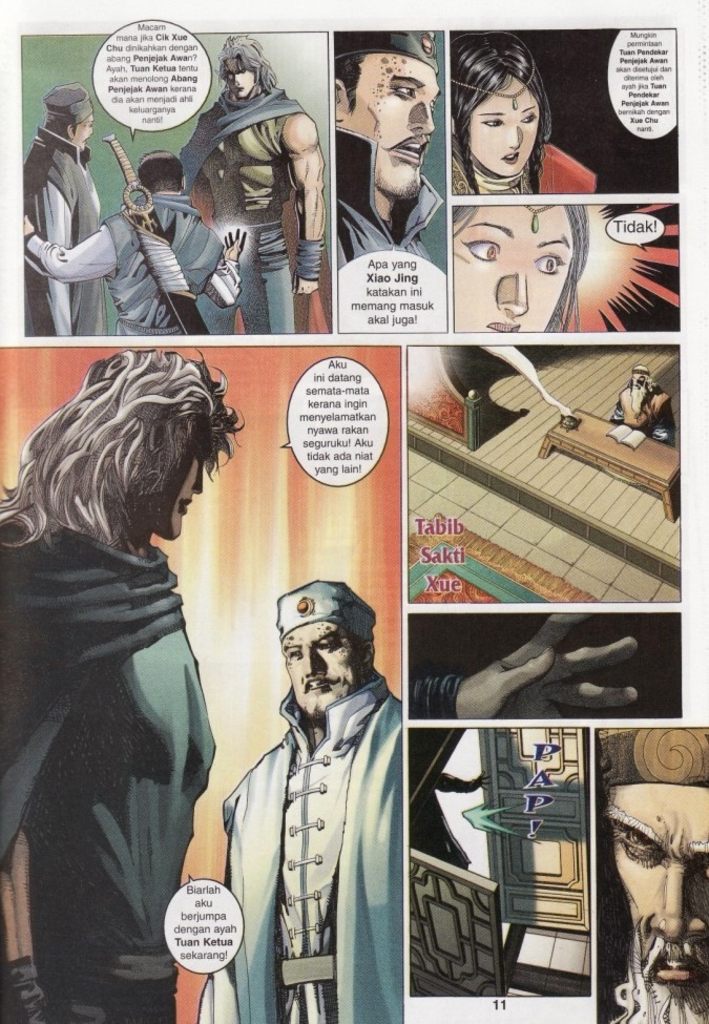 Macam
mana jika Cik Xue
Chu dinikahkan dengan
abang Penjejak Awan?
Ayah, Tuan Ketua tentu
akan menolong Abang
Penjejak Awan kerana
dia akan menjadi ahli
keluarganya
nanti!
Apa yang
Xiao Jing
katakan ini
memang masuk
akal juga!
Mungkin
permintaan
Tuan Pendekar
Penjejak Awan
akan disetujui dan
diterima oleh
ayah jika Tuan
Pendekar
Penjejak Awan
bernikah dengan
Xue Chu
nanti.
Tidak!
Aku
ini datang
semata-mata
kerana ingin
menyelamatkan
nyawa rakan
seguruku! Aku
tidak ada niat
yang lain!
Biarlah
aku
berjumpa
dengan ayah
Tuan Ketua
sekarang!
Tabib
Sakti
Xue
PAP!
11